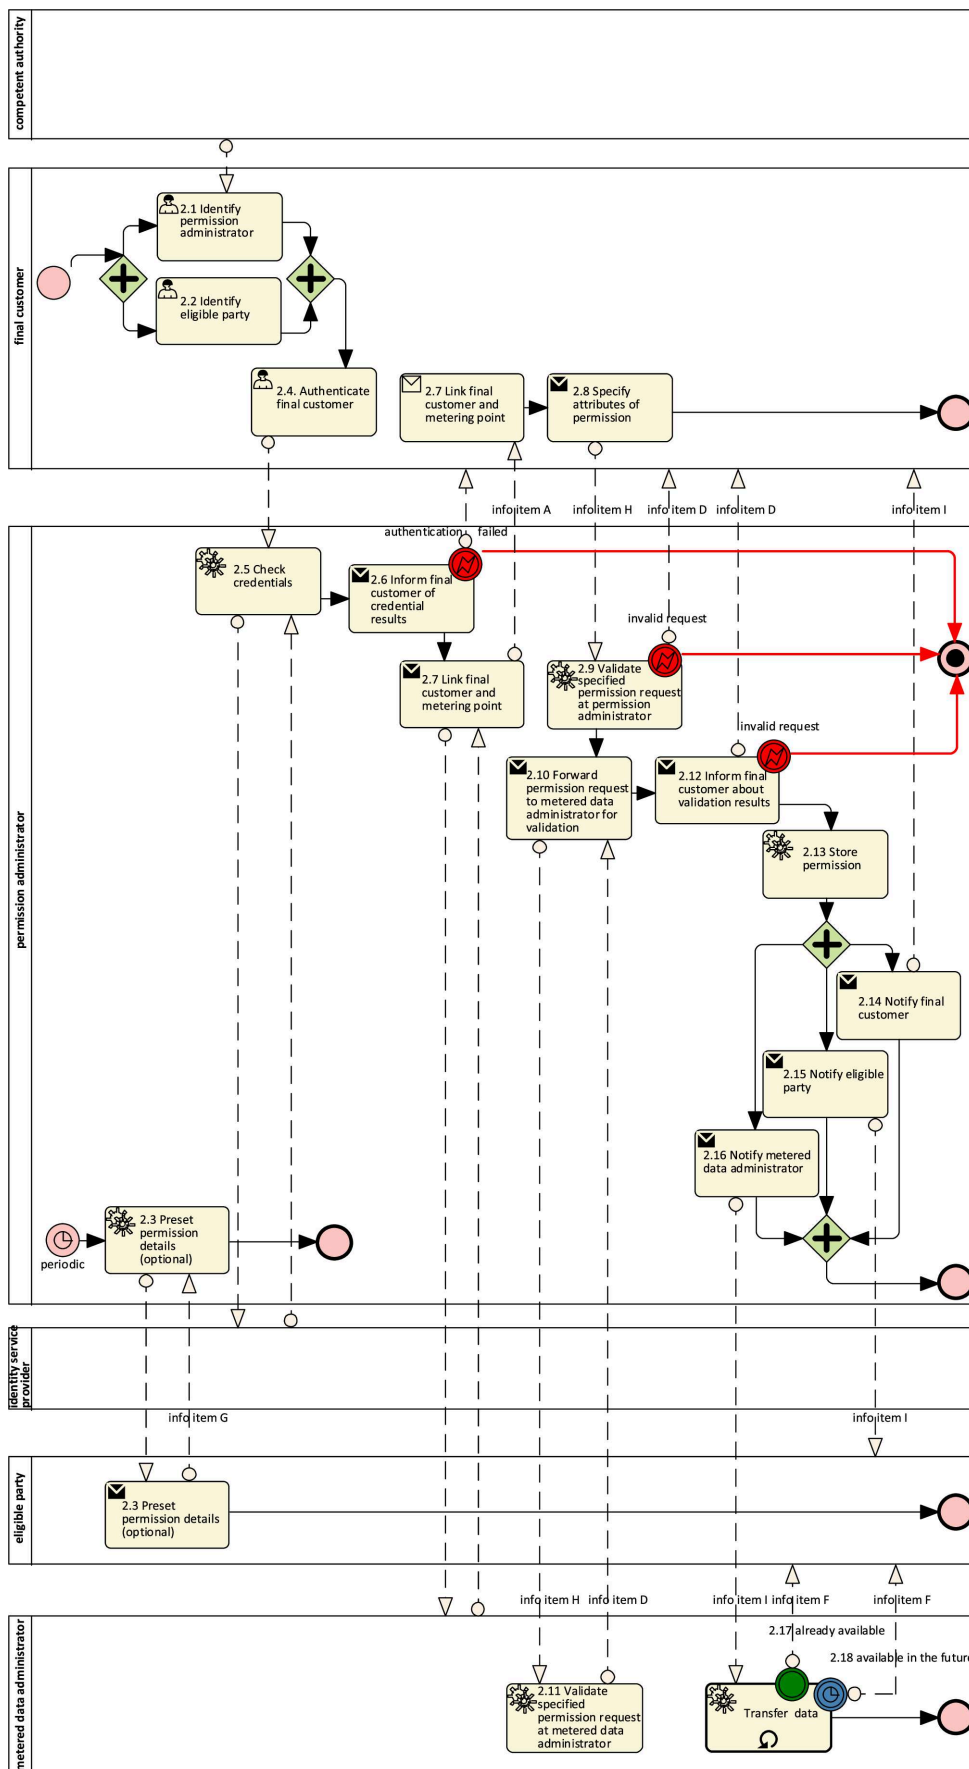 competent authority
final customer
2.1 Identify
permission
administrator
2.2 Identify
eligible party
2.4. Authenticate
final customer
2.7 Link final
customer and
metering point
2.8 Specify
attributes of
permission
info item A
info item H
info item D
info item D
info item I
permission administrator
authentication failed
2.5 Check
credentials
2.6 Inform final
customer of
credential
results
2.7 Link final
customer and
metering point
invalid request
2.9 Validate
specified
permission request
at permission
administrator
invalid request
2.10 Forward
permission request
to metered data
administrator for
validation
2.12 Inform final
customer about
validation results
2.13 Store
permission
2.14 Notify final
customer
2.15 Notify eligible
party
2.16 Notify metered
data administrator
periodic
2.3 Preset
permission
details
(optional)
identity service
provider
info item G
info item I
eligible party
2.3 Preset
permission details
(optional)
info item H
info item D
info item I
info item F
info item F
metered data administrator
2.17 already available
2.18 available in the future
2.11 Validate
specified
permission request
at metered data
administrator
Transfer data